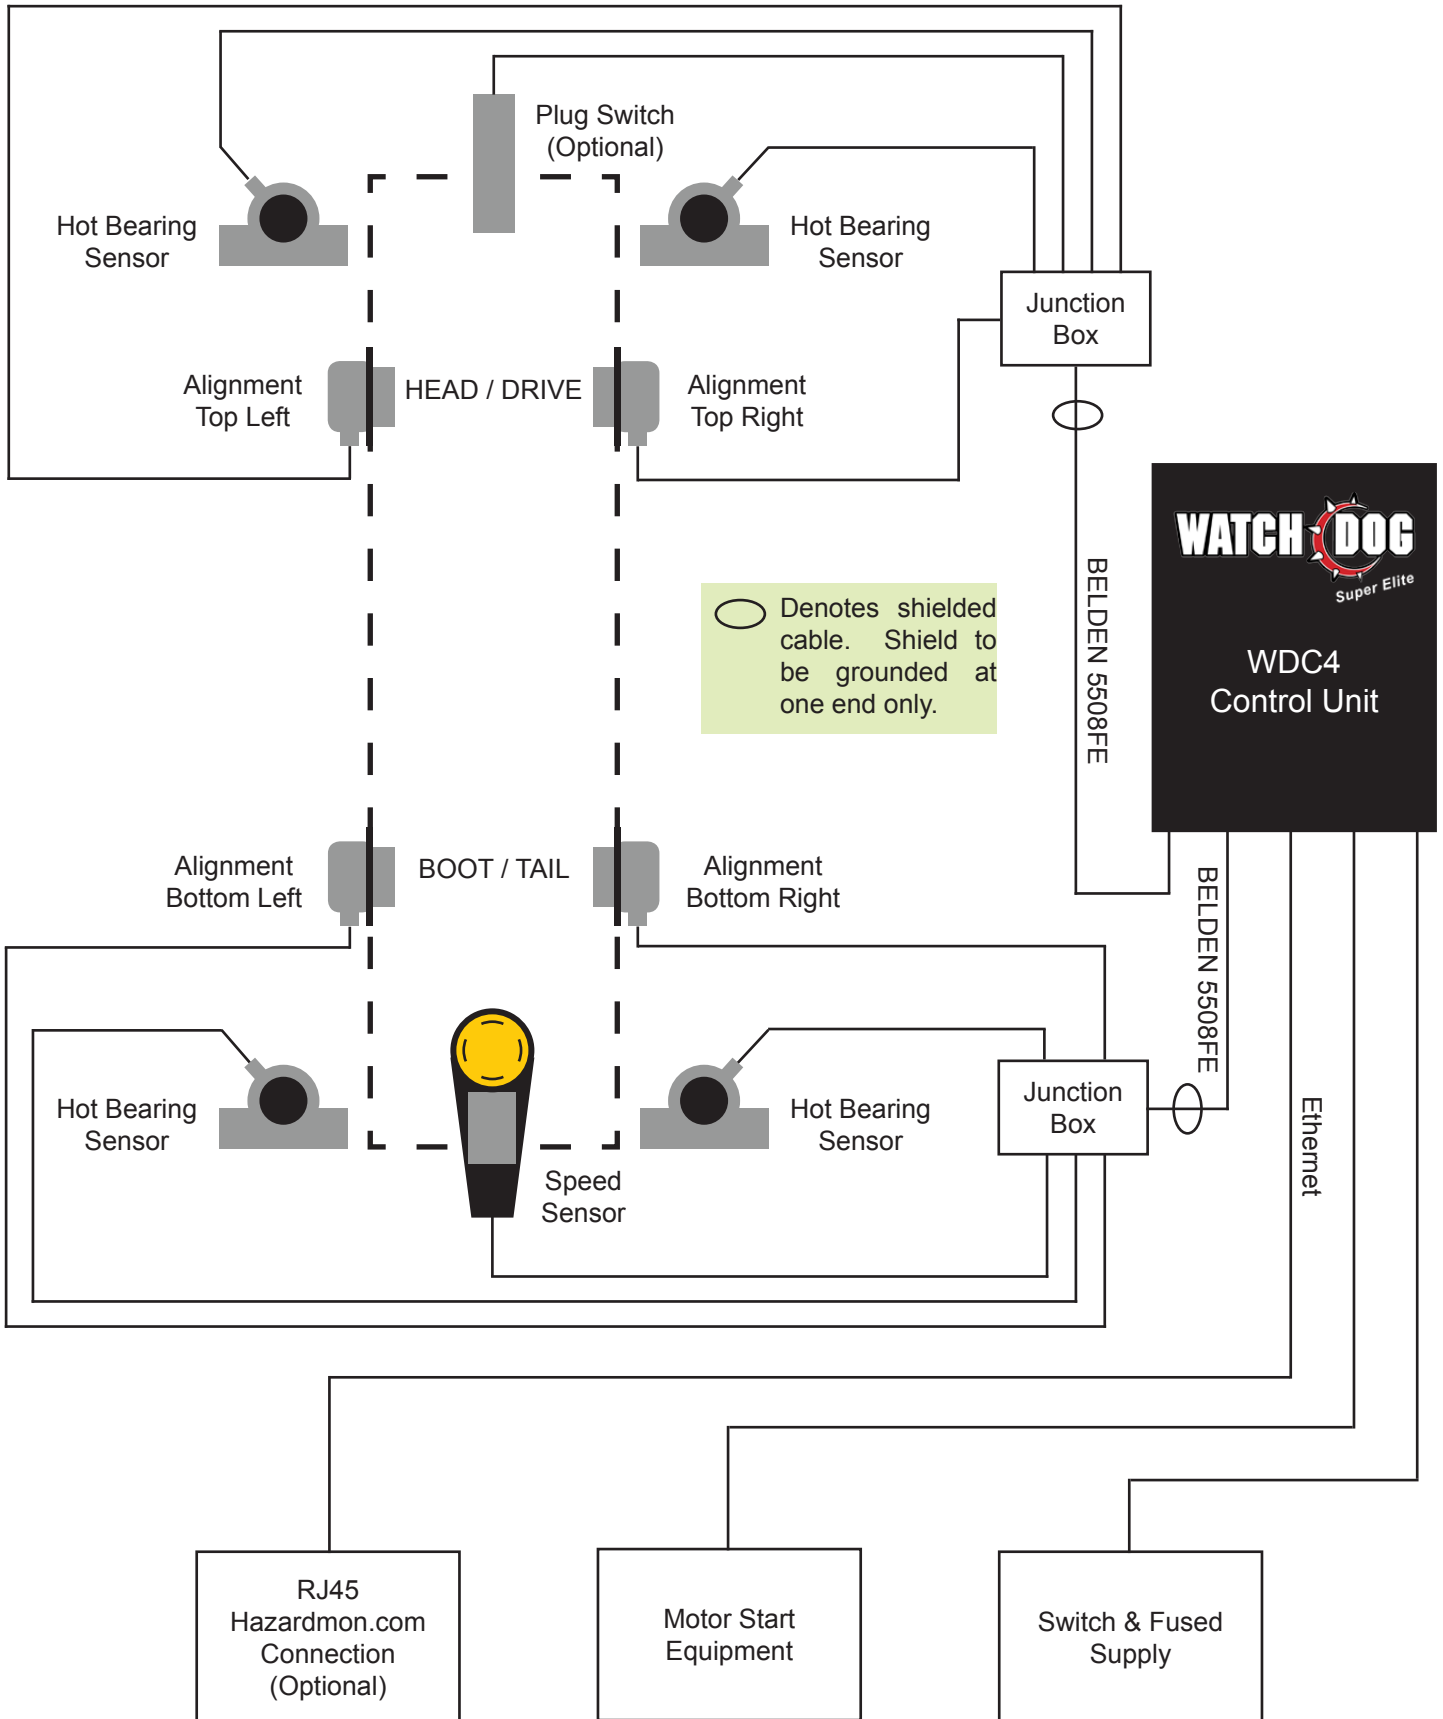 Plug Switch
(Optional)
Hot Bearing
Sensor
Hot Bearing
Sensor
Junction
Box
Alignment
Top Left
HEAD / DRIVE
Alignment
Top Right
WATCHDOG
Super Elite
WDC4
Control Unit
BELDEN 5508FE
Denotes shielded
cable. Shield to
be grounded at
one end only.
Alignment
Bottom Left
BOOT / TAIL
Alignment
Bottom Right
BELDEN 5508FE
Hot Bearing
Sensor
Hot Bearing
Sensor
Junction
Box
Ethernet
Speed
Sensor
RJ45
Hazardmon.com
Connection
(Optional)
Motor Start
Equipment
Switch & Fused
Supply